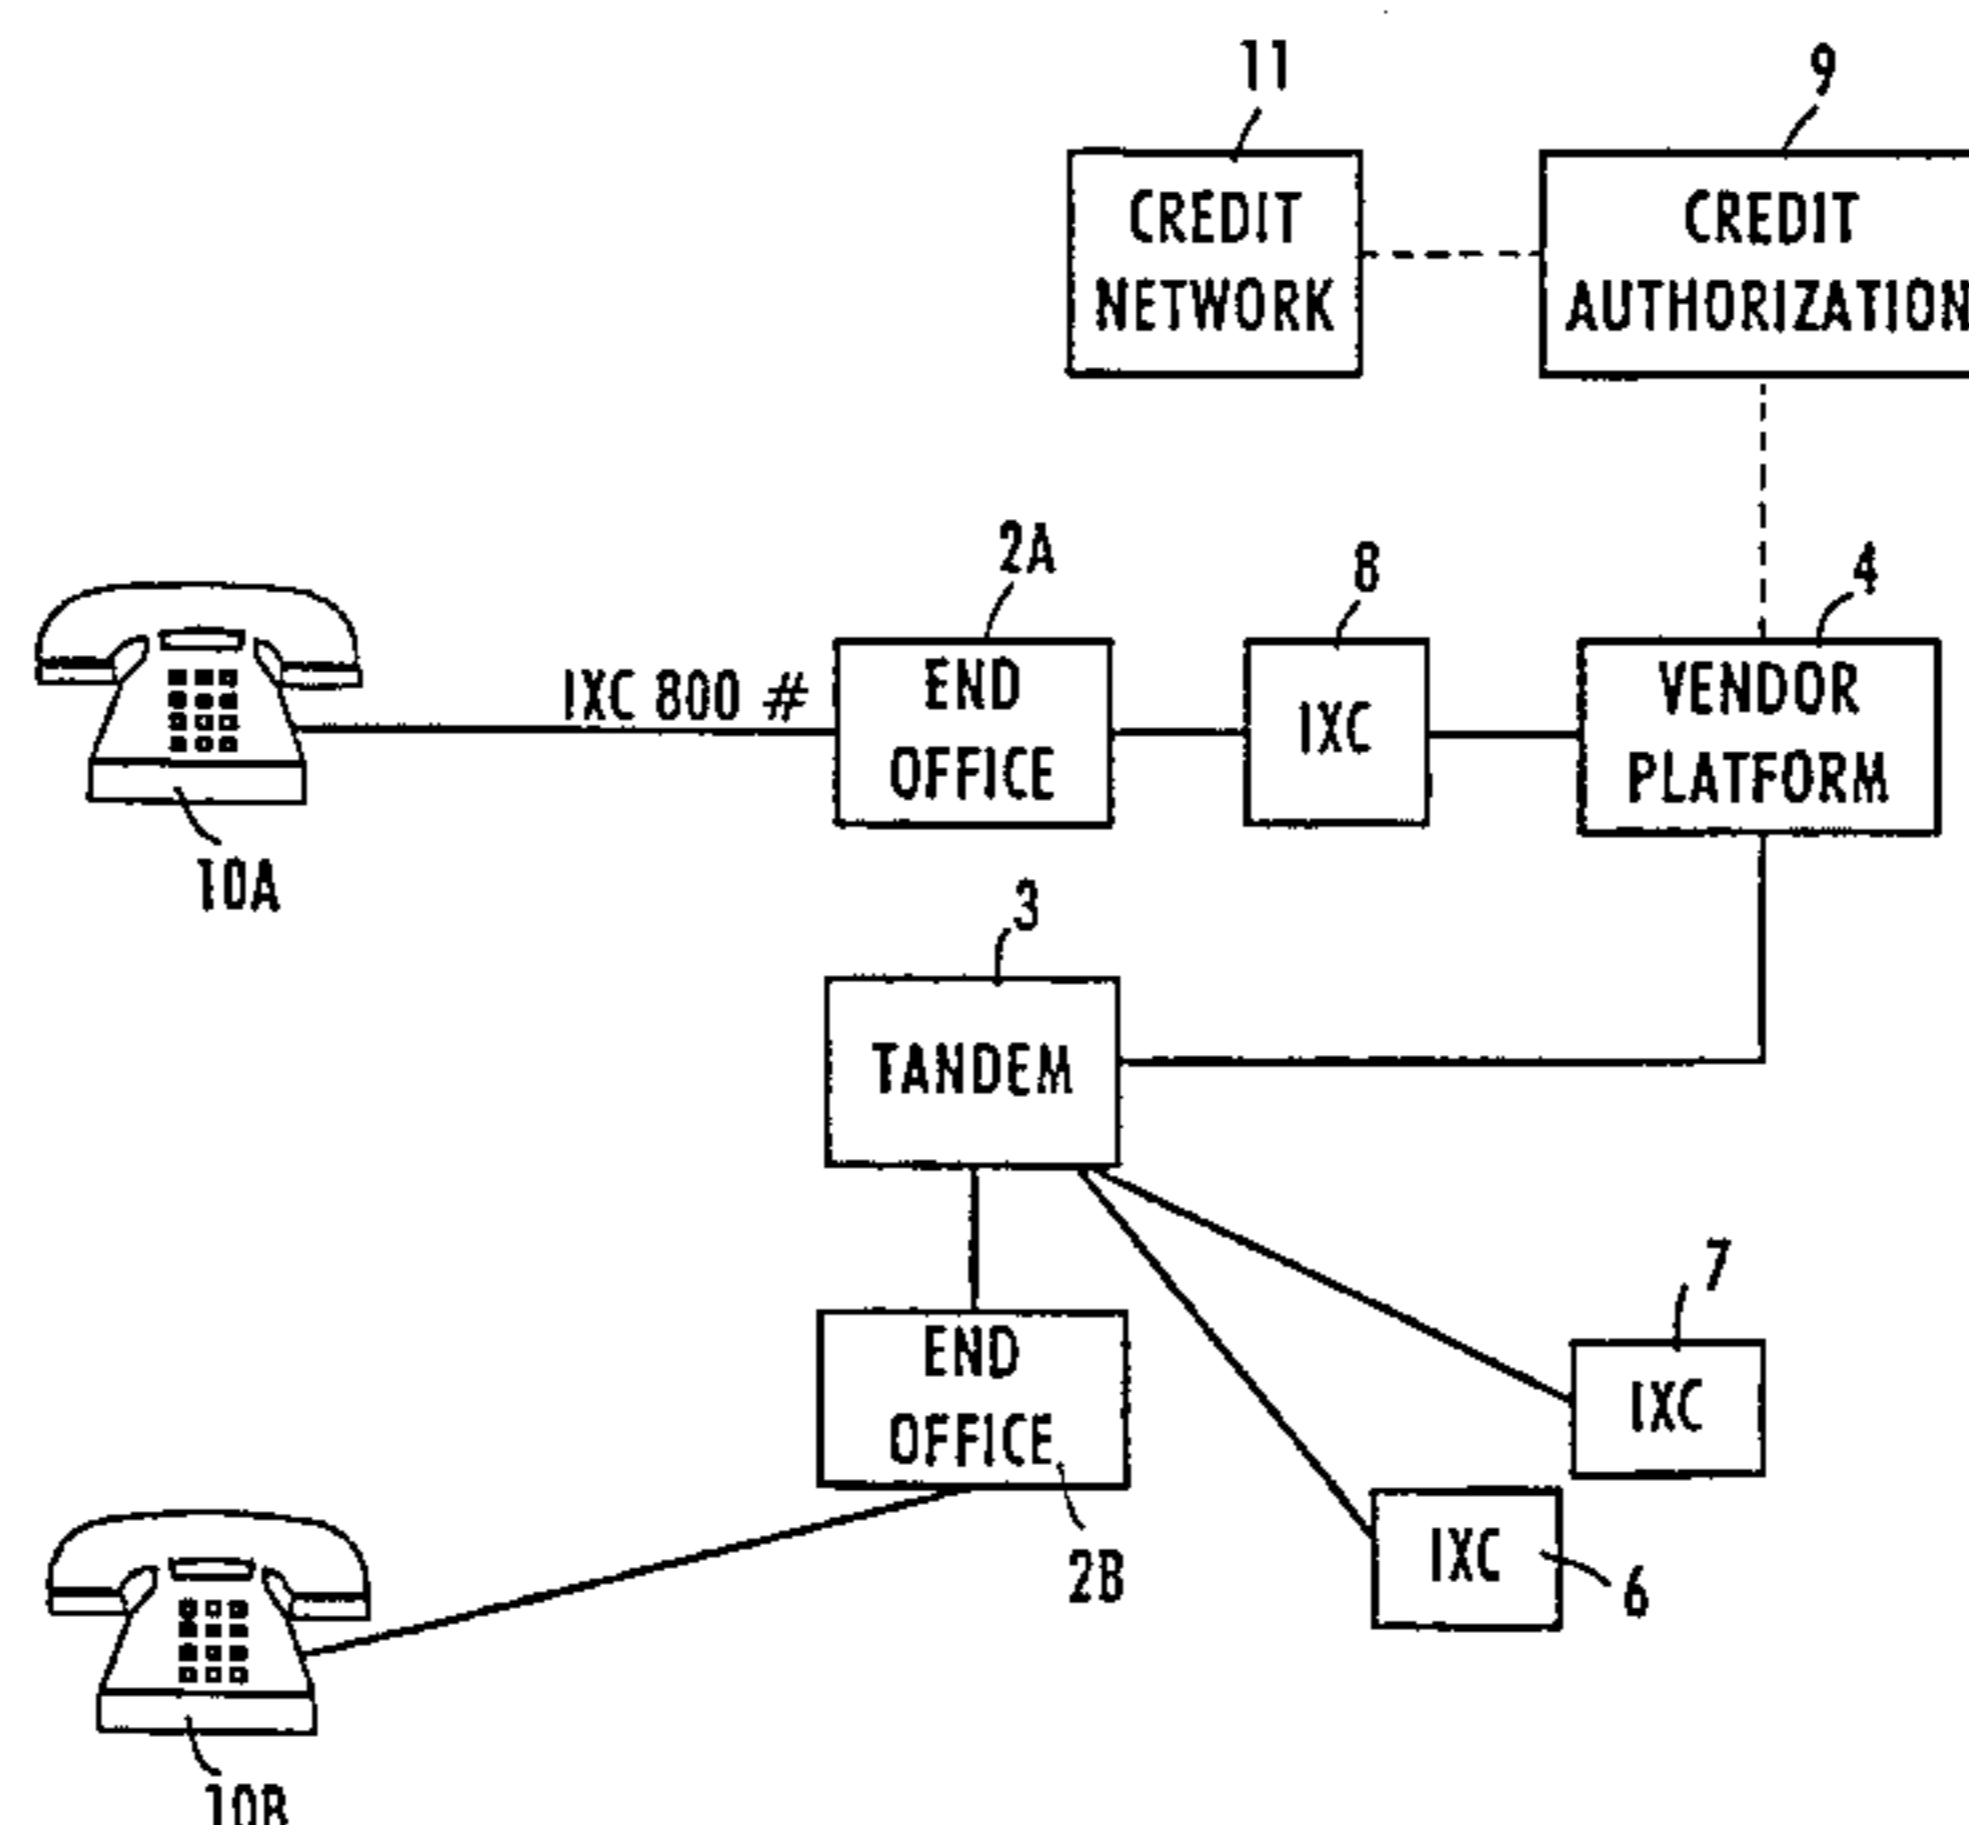 11
9
CREDIT
NETWORK
CREDIT
AUTHORIZATION
2A
8
4
IXC 800 #
END
OFFICE
IXC
VENDOR
PLATFORM
10A
3
TANDEM
7
END
OFFICE
IXC
2B
IXC
6
10B